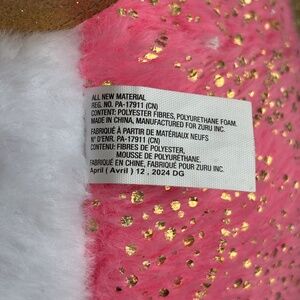 ALL NEW MATERIAL
REG. NO. PA-17911 (CN)
CONTENT: POLYESTER FIBRES, POLYURETHANE FOAM.
MADE IN CHINA, MANUFACTURED FOR ZURU INC.
FABRIQUÉ À PARTIR DE MATÉRIAUX NEUFS
N° D'ENR. PA-17911 (CN)
CONTENU: FIBRES DE POLYESTER,
MOUSSE DE POLYURÉTHANE.
FABRIQUÉ EN CHINE, FABRIQUÉ POUR ZURU INC.
April ( Avril ) 12 , 2024 DG